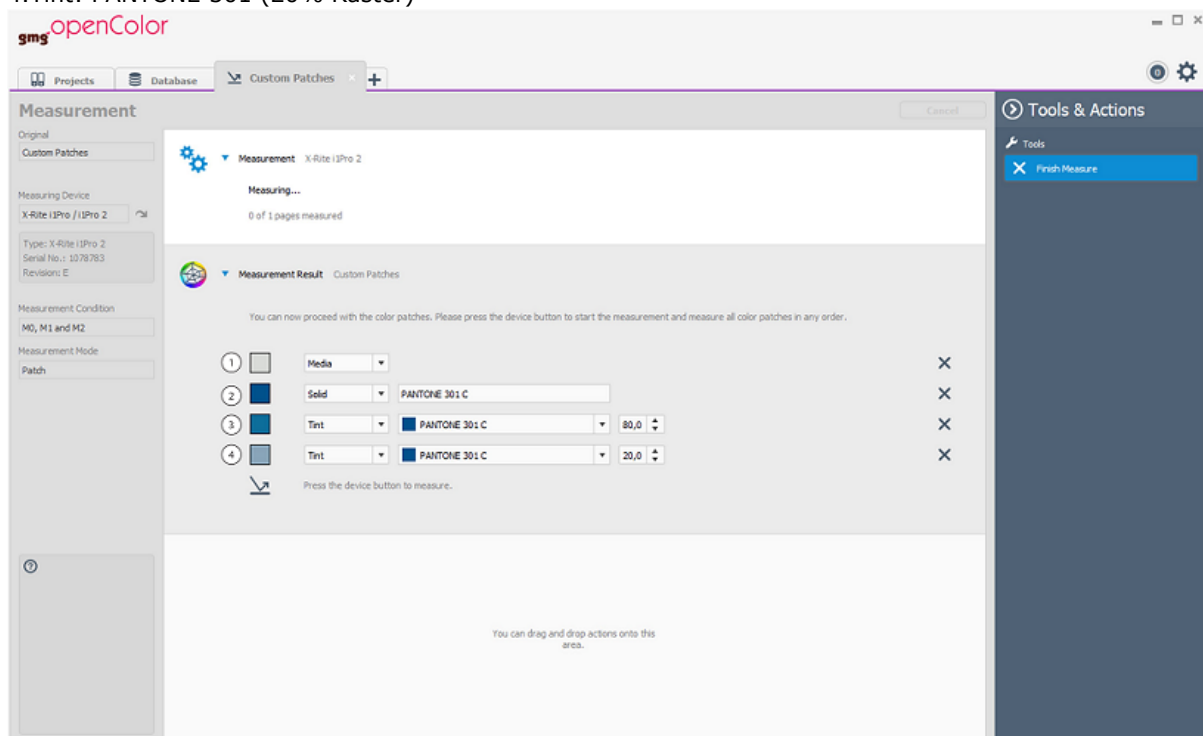 gmg openColor
Projects
Database
Custom Patches
Measurement
Cancel
Original
Custom Patches
Measuring Device
X-Rite i1Pro / i1Pro 2
Type: X-Rite i1Pro 2
Serial No.: 1078783
Revision: E
Measurement Condition
M0, M1 and M2
Measurement Mode
Patch
Measurement X-Rite i1Pro 2
Measuring...
0 of 1 pages measured
Measurement Result Custom Patches
You can now proceed with the color patches. Please press the device button to start the measurement and measure all color patches in any order.
1 Media
2 Solid PANTONE 301 C
3 Tint PANTONE 301 C 80,0
4 Tint PANTONE 301 C 20,0
Press the device button to measure.
You can drag and drop actions onto this
area.
Tools & Actions
Tools
Finish Measure